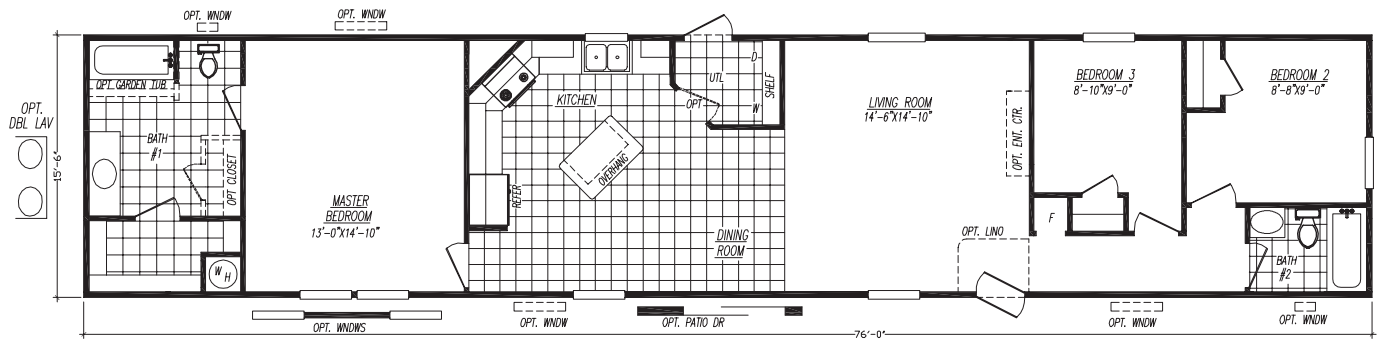 OPT. WNDW
OPT. WNDW
OPT.
DBL LAV
15'-6"
OPT. GARDEN TUB
BATH
#1
OPT CLOSET
W
H
MASTER
BEDROOM
13'-0"X14'-10"
KITCHEN
OVERHANG
REFER
DINING
ROOM
UTL
OPT
D
W
SHELF
LIVING ROOM
14'-6"X14'-10"
OPT. ENT. CTR.
OPT. LINO
BEDROOM 3
8'-10"X9'-0"
F
BEDROOM 2
8'-8"X9'-0"
BATH
#2
OPT. WNDWS
OPT. WNDW
OPT. PATIO DR
OPT. WNDW
OPT. WNDW
76'-0"